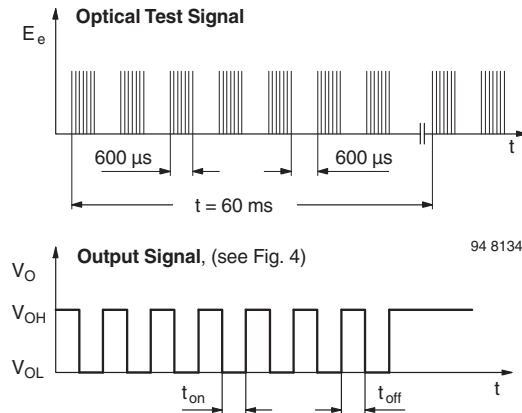 Optical Test Signal
E e
600 µs
600 µs
t
t = 60 ms
94 8134
Output Signal, (see Fig. 4)
V O
V OH
V OL
t on
t off
t